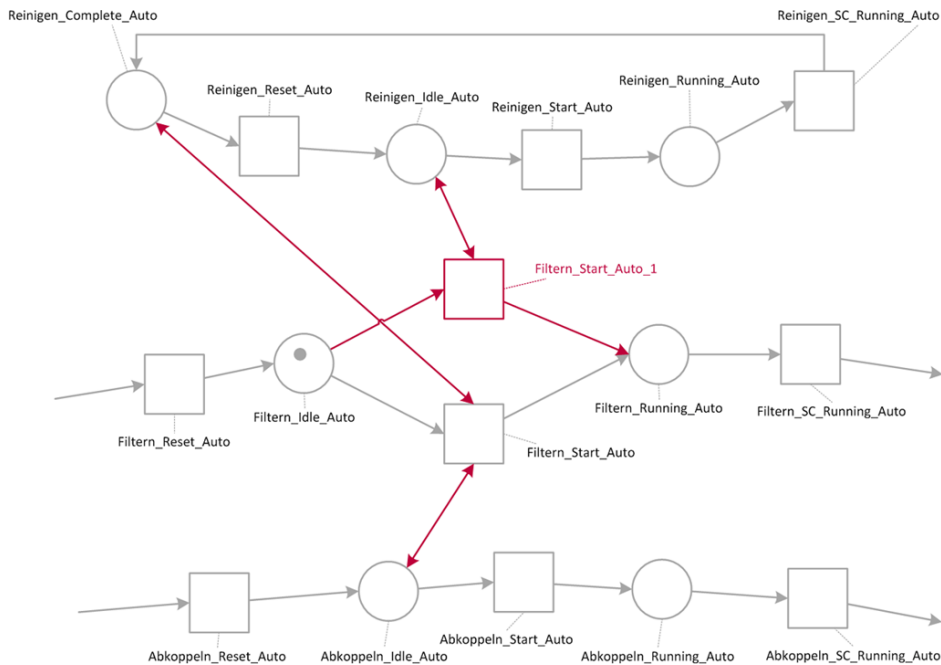 Reinigen_Complete_Auto
Reinigen_SC_Running_Auto
Reinigen_Reset_Auto
Reinigen_Idle_Auto
Reinigen_Start_Auto
Reinigen_Running_Auto
Filtern_Start_Auto_1
Filtern_Reset_Auto
Filtern_Idle_Auto
Filtern_Start_Auto
Filtern_Running_Auto
Filtern_SC_Running_Auto
Abkoppeln_Reset_Auto
Abkoppeln_Idle_Auto
Abkoppeln_Start_Auto
Abkoppeln_Running_Auto
Abkoppeln_SC_Running_Auto